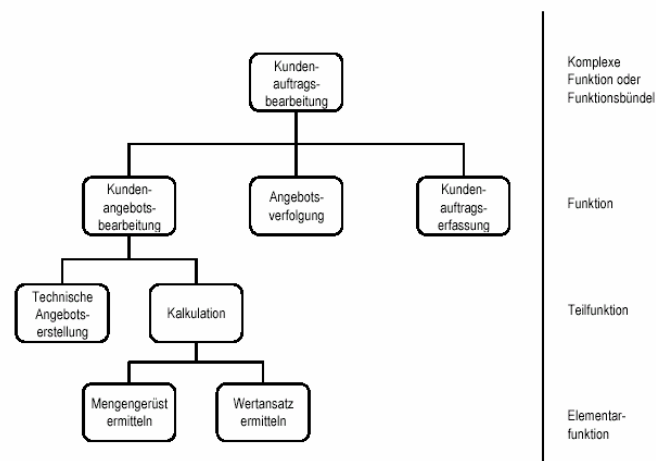 Kunden-
auftrags-
bearbeitung
Komplexe
Funktion oder
Funktionsbündel
Kunden-
angebots-
bearbeitung
Angebots-
verfolgung
Kunden-
auftrags-
erfassung
Funktion
Technische
Angebots-
erstellung
Kalkulation
Teilfunktion
Mengengerüst
ermitteln
Wertansatz
ermitteln
Elementar-
funktion